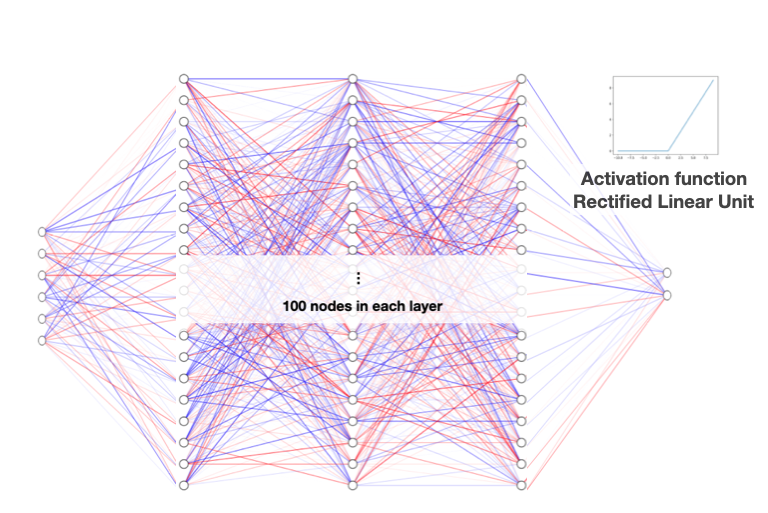 Activation function
Rectified Linear Unit
⋮
100 nodes in each layer